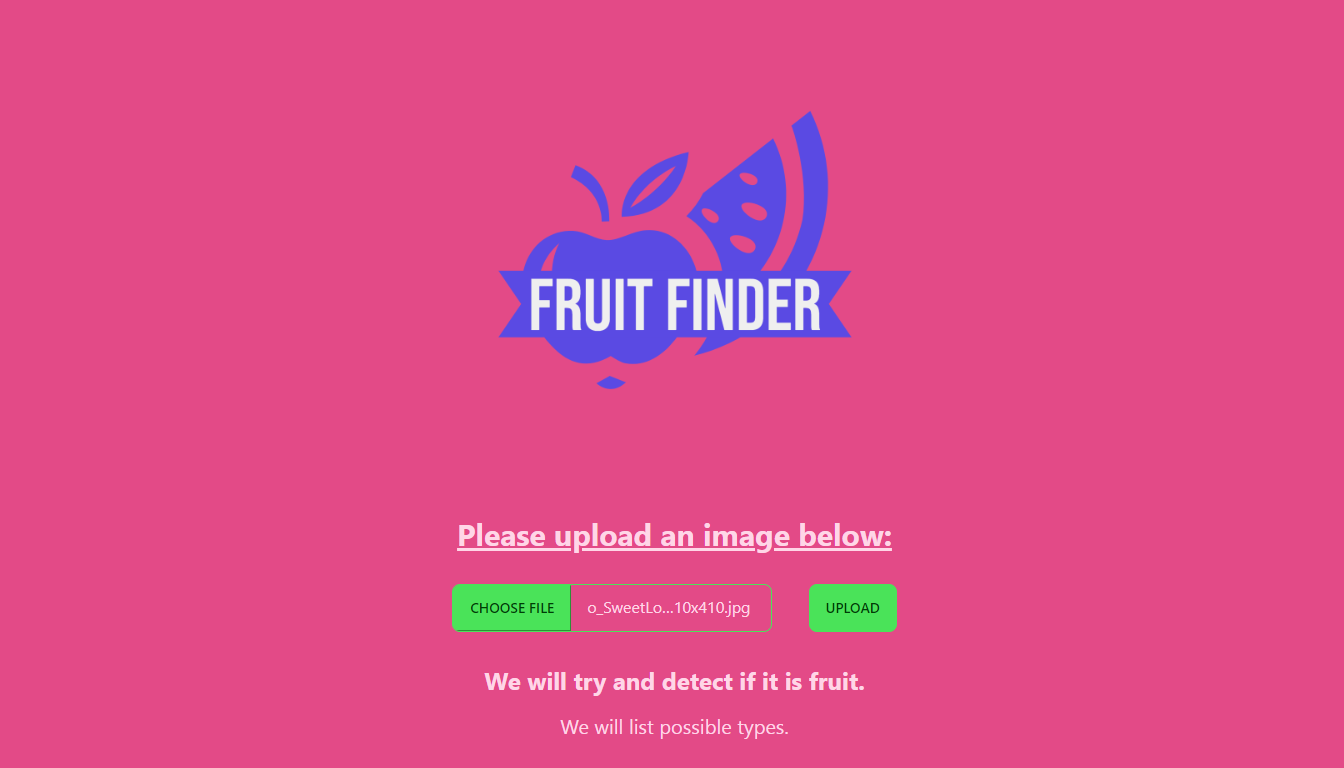 FRUIT FINDER
Please upload an image below:
CHOOSE FILE o_SweetLo...10x410.jpg UPLOAD
We will try and detect if it is fruit.
We will list possible types.